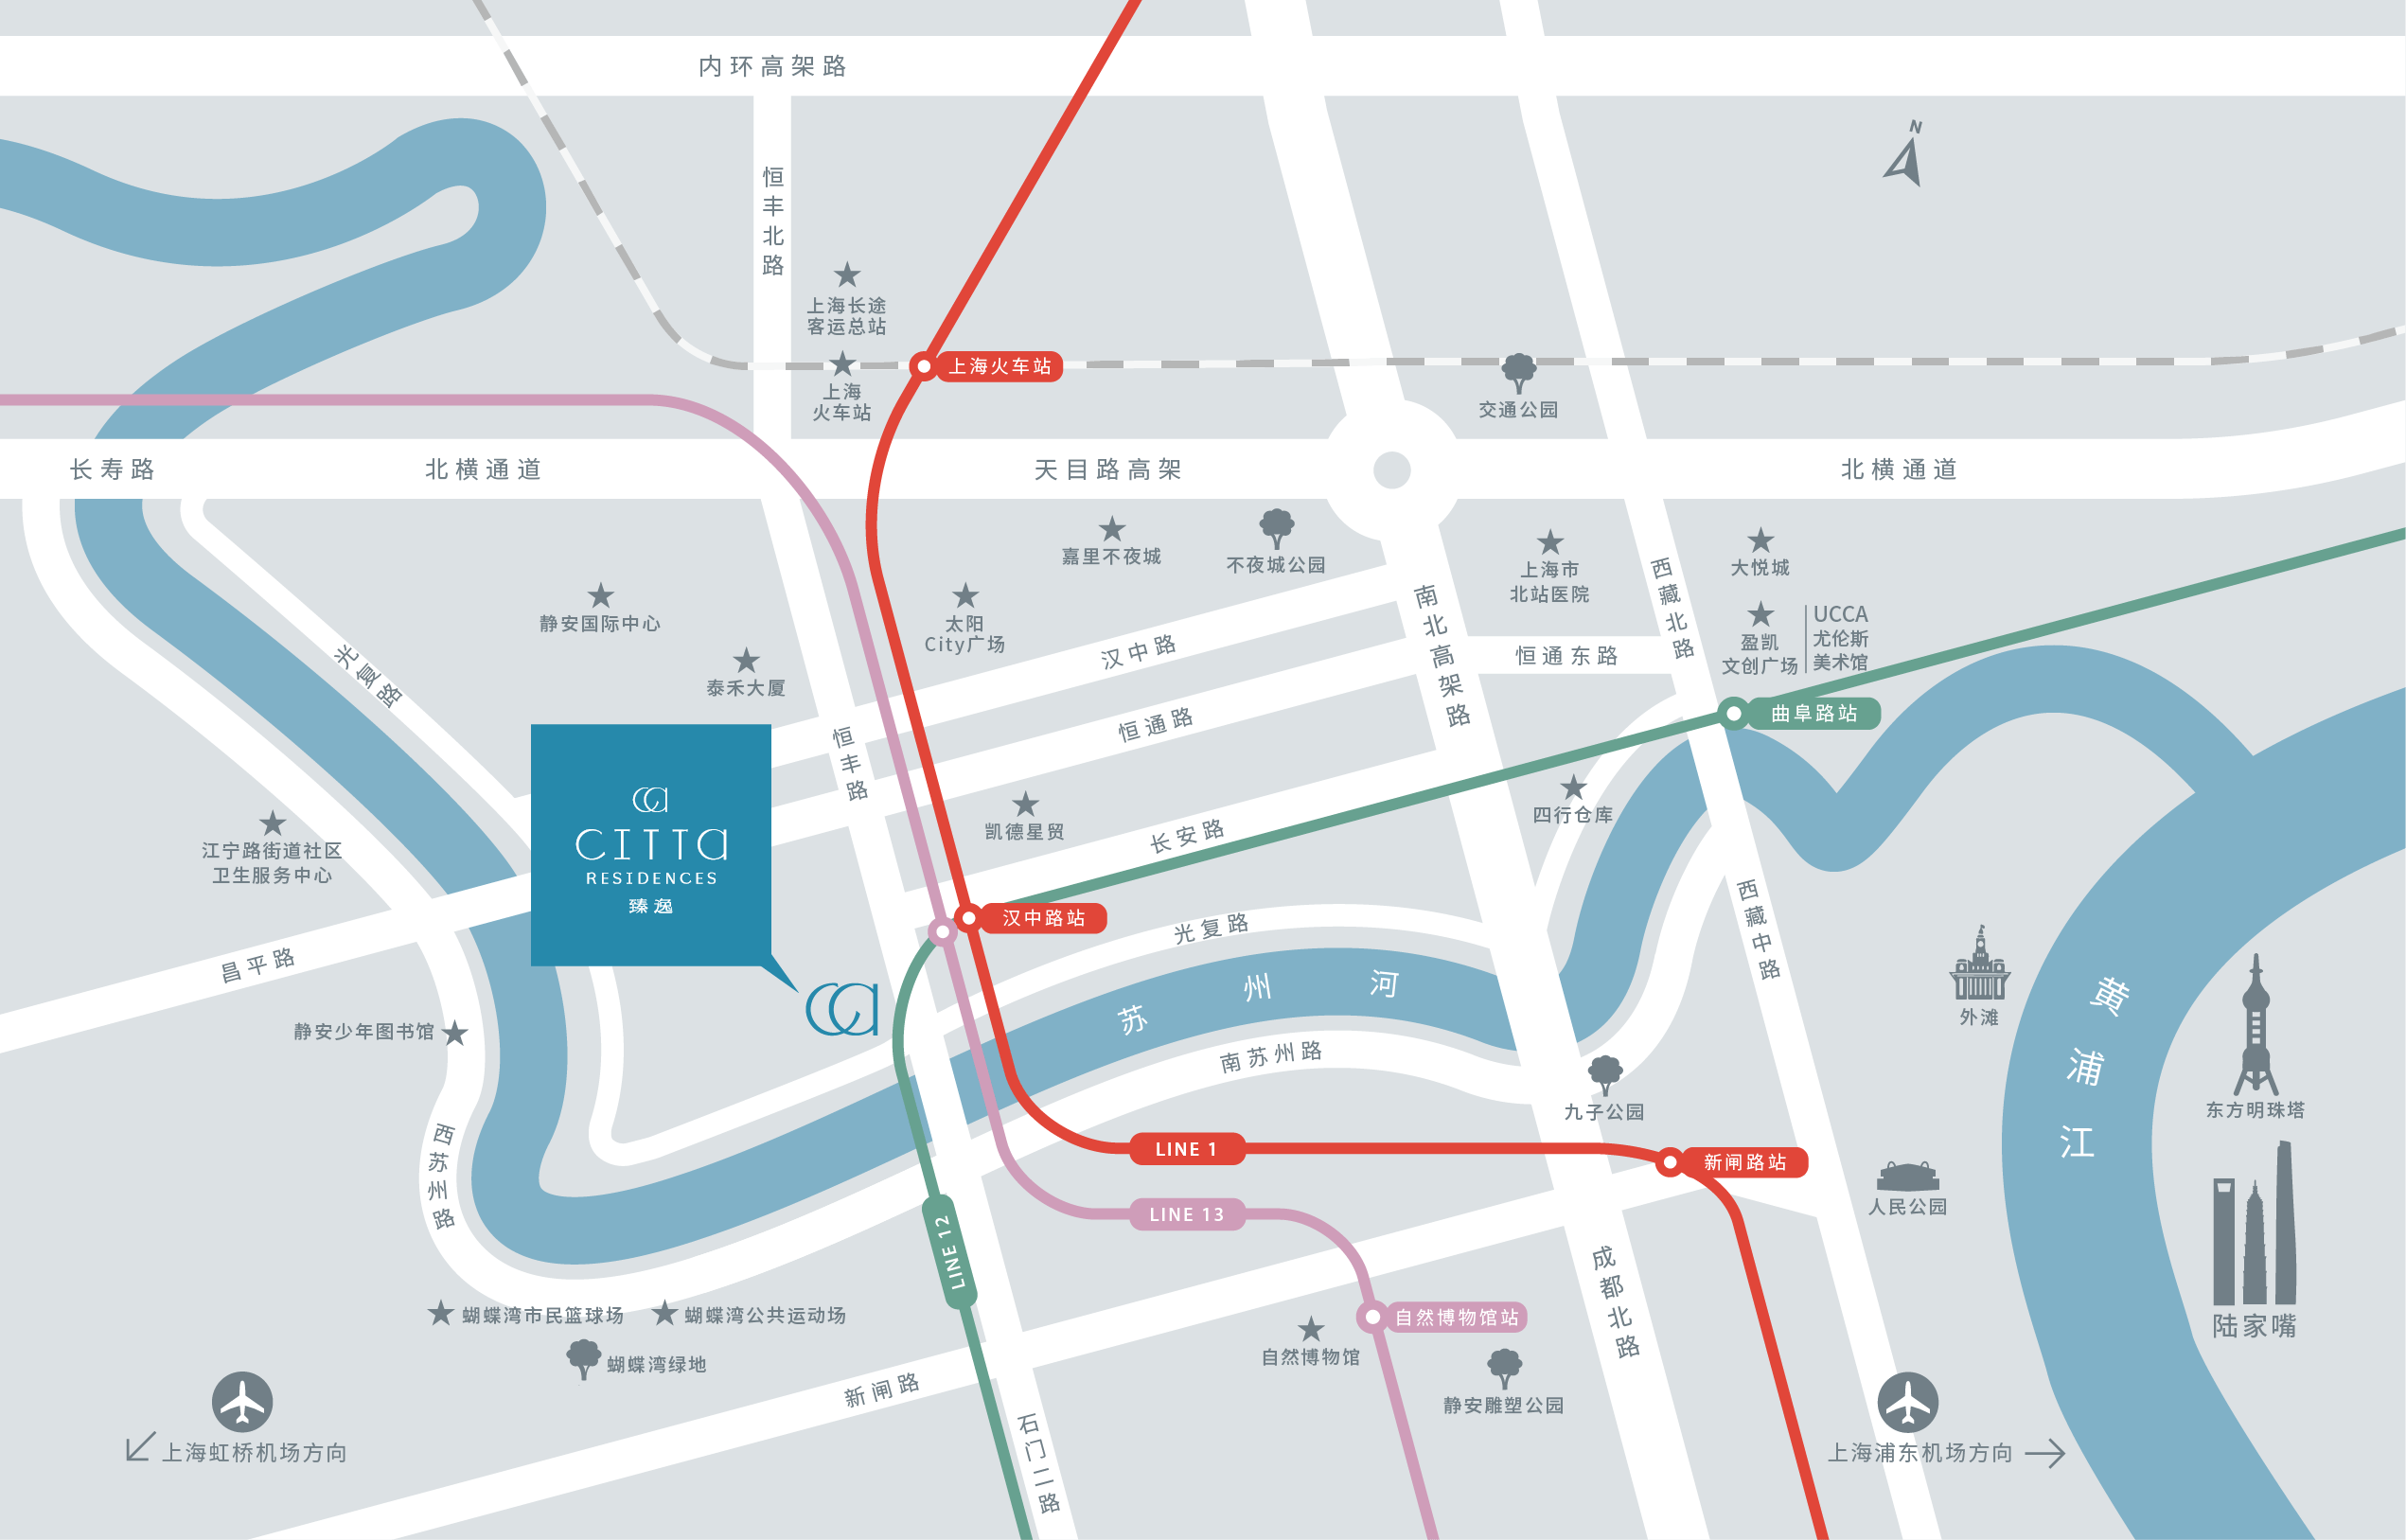 内环高架路
N
恒丰北路
上海长途
客运总站
上海火车站
上海
火车站
交通公园
长寿路
北横通道
天目路高架
北横通道
嘉里不夜城
不夜城公园
上海市
北站医院
西藏北路
大悦城
静安国际中心
太阳
City广场
南北高架路
盈凯
文创广场
UCCA
尤伦斯
美术馆
光复路
泰禾大厦
汉中路
恒通东路
恒通路
恒丰路
曲阜路站
CITTA
RESIDENCES
臻逸
江宁路街道社区
卫生服务中心
凯德星贸
长安路
四行仓库
西藏中路
汉中路站
光复路
昌平路
苏州河
外滩
黄浦江
静安少年图书馆
南苏州路
九子公园
东方明珠塔
西苏州路
LINE 1
新闸路站
人民公园
LINE 13
LINE 12
成都北路
蝴蝶湾市民篮球场
蝴蝶湾公共运动场
自然博物馆站
陆家嘴
蝴蝶湾绿地
自然博物馆
新闸路
静安雕塑公园
石门二路
上海虹桥机场方向
上海浦东机场方向